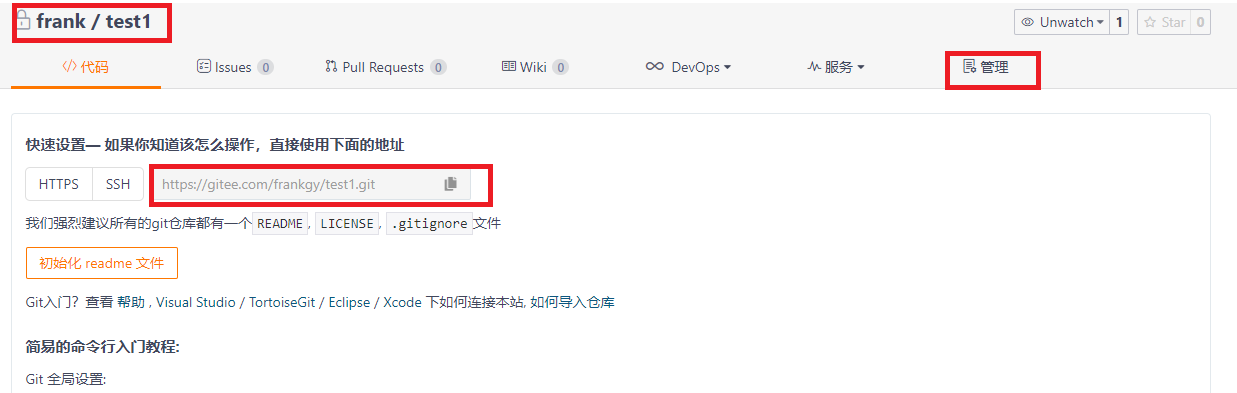 frank / test1
Unwatch 1 Star 0
代码 Issues 0 Pull Requests 0 Wiki 0 DevOps 服务 管理
快速设置— 如果你知道该怎么操作，直接使用下面的地址
HTTPS SSH https://gitee.com/frankgy/test1.git
我们强烈建议所有的git仓库都有一个 README, LICENSE, .gitignore 文件
初始化 readme 文件
Git入门？查看 帮助 , Visual Studio / TortoiseGit / Eclipse / Xcode 下如何连接本站, 如何导入仓库
简易的命令行入门教程:
Git 全局设置: